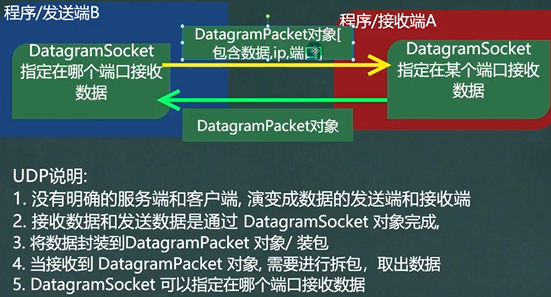 程序/发送端B
DatagramPacket对象[
包含数据,ip,端口]
程序/接收端A
DatagramSocket
指定在哪个端口接收
数据
DatagramSocket
指定在某个端口接收
数据
DatagramPacket对象
UDP说明:
1. 没有明确的服务端和客户端, 演变成数据的发送端和接收端
2. 接收数据和发送数据是通过 DatagramSocket 对象完成,
3. 将数据封装到DatagramPacket 对象/ 装包
4. 当接收到 DatagramPacket 对象, 需要进行拆包，取出数据
5. DatagramSocket 可以指定在哪个端口接收数据